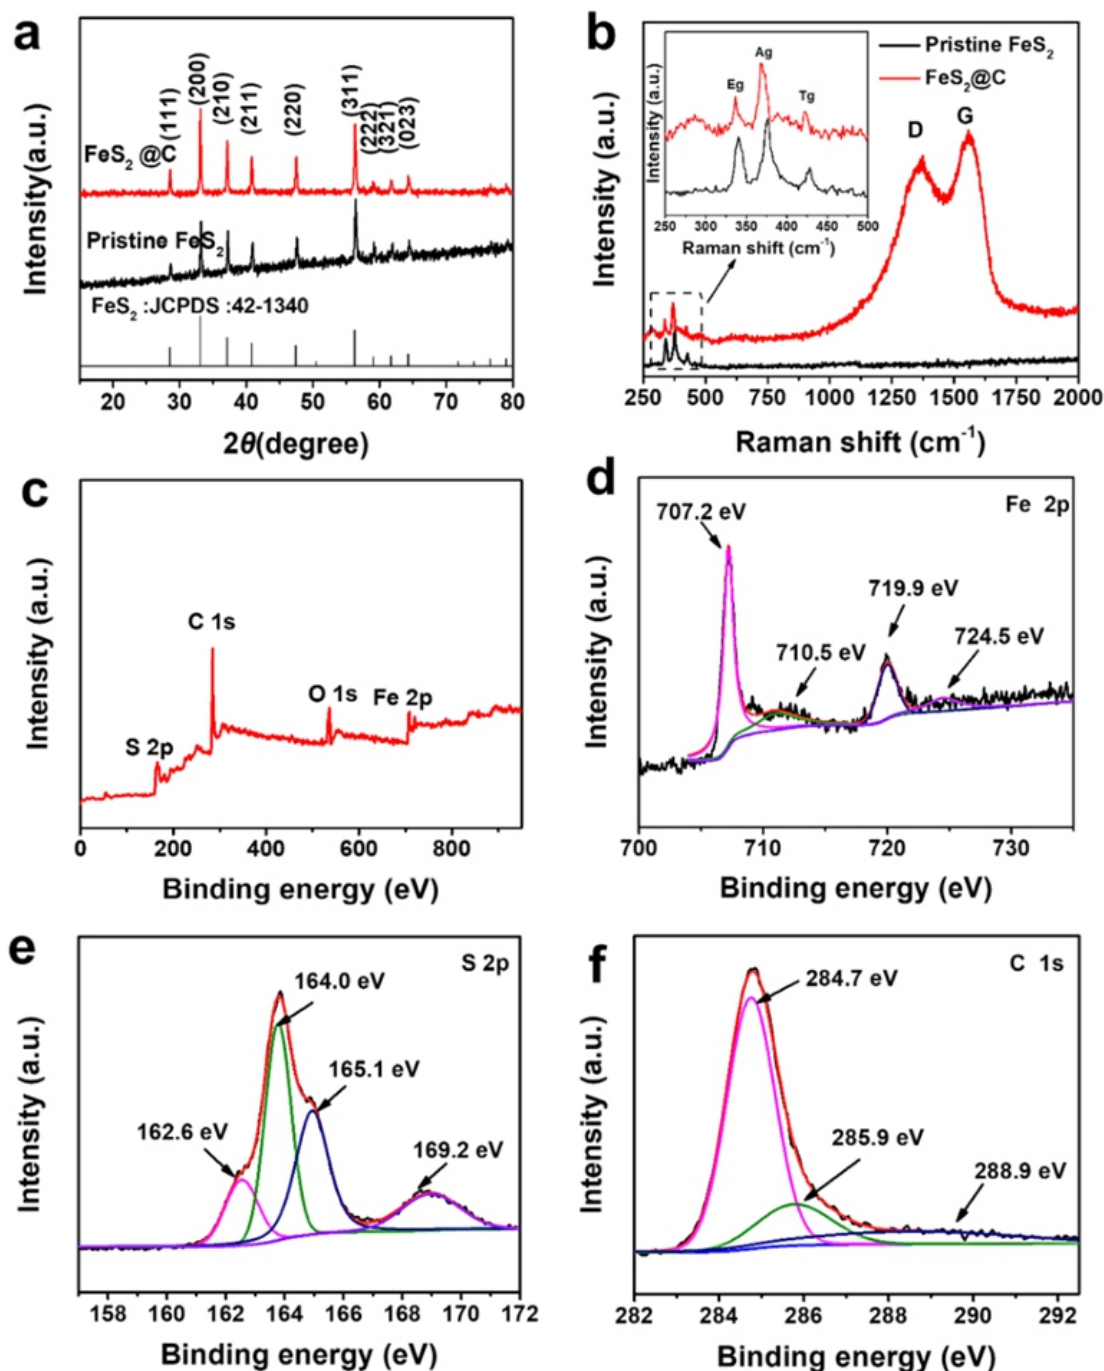 a
Intensity(a.u.)
(111)
(200)
(210)
(211)
(220)
(311)
(222)
(321)
(023)
FeS₂ @C
Pristine FeS₂
FeS₂ :JCPDS :42-1340
20 30 40 50 60 70 80
2θ(degree)
b
Intensity (a.u.)
Pristine FeS₂
FeS₂@C
D
G
Intensity (a.u.)
Eg
Ag
Tg
250 300 350 400 450 500
Raman shift (cm⁻¹)
250 500 750 1000 1250 1500 1750 2000
Raman shift (cm⁻¹)
c
Intensity (a.u.)
S 2p
C 1s
O 1s
Fe 2p
0 200 400 600 800
Binding energy (eV)
d
Intensity (a.u.)
Fe 2p
707.2 eV
710.5 eV
719.9 eV
724.5 eV
700 710 720 730
Binding energy (eV)
e
Intensity (a.u.)
S 2p
164.0 eV
165.1 eV
162.6 eV
169.2 eV
158 160 162 164 166 168 170 172
Binding energy (eV)
f
Intensity (a.u.)
C 1s
284.7 eV
285.9 eV
288.9 eV
282 284 286 288 290 292
Binding energy (eV)